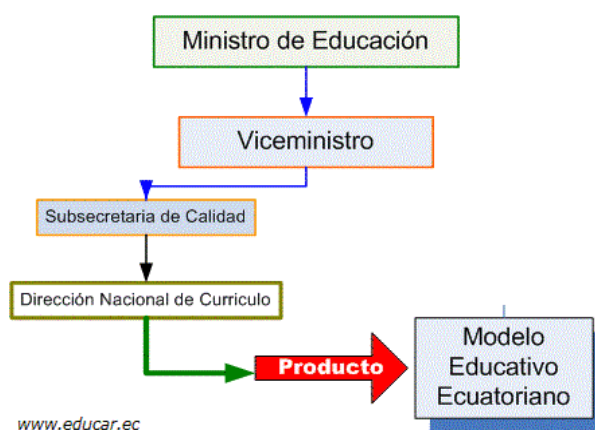 Ministro de Educación
Viceministro
Subsecretaria de Calidad
Dirección Nacional de Curriculo
Producto
Modelo
Educativo
Ecuatoriano
www.educar.ec